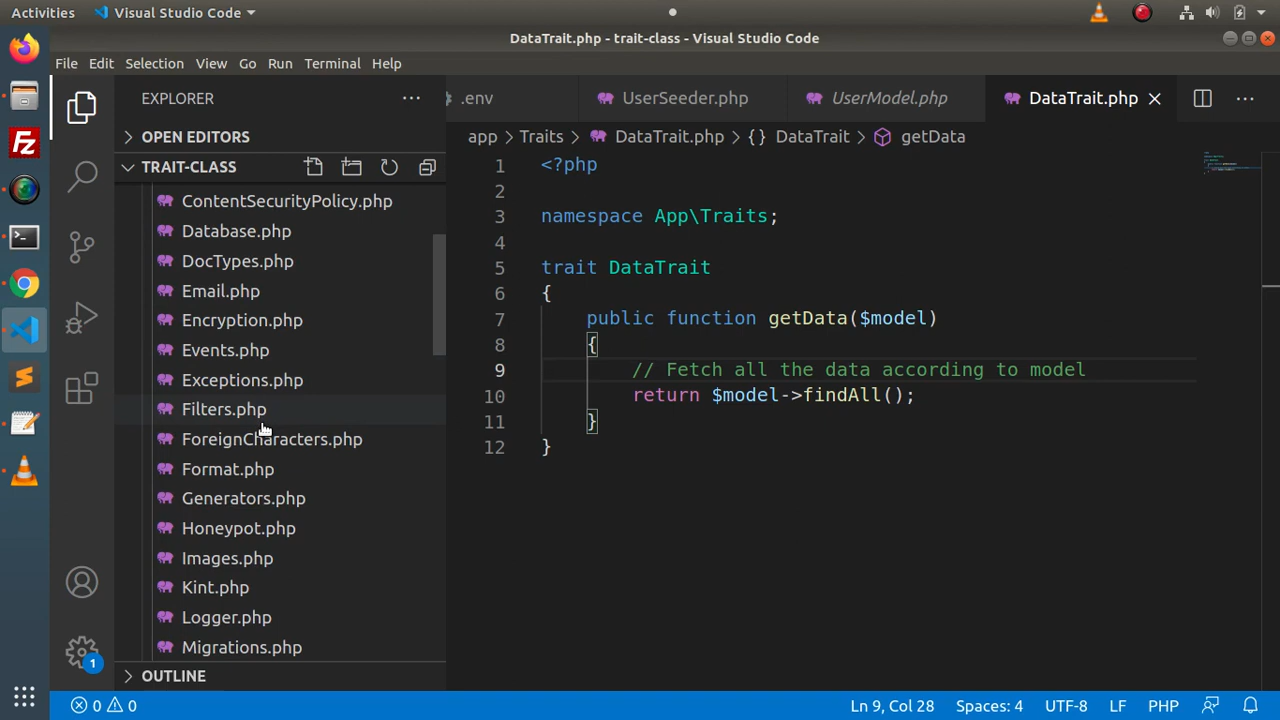 Activities Visual Studio Code
DataTrait.php - trait-class - Visual Studio Code
File Edit Selection View Go Run Terminal Help
EXPLORER
.env UserSeeder.php UserModel.php DataTrait.php
OPEN EDITORS
app > Traits > DataTrait.php > {} DataTrait > getData
TRAIT-CLASS
ContentSecurityPolicy.php
Database.php
DocTypes.php
Email.php
Encryption.php
Events.php
Exceptions.php
Filters.php
ForeignCharacters.php
Format.php
Generators.php
Honeypot.php
Images.php
Kint.php
Logger.php
Migrations.php
OUTLINE
1 <?php
2
3 namespace App\Traits;
4
5 trait DataTrait
6 {
7 public function getData($model)
8 {
9 // Fetch all the data according to model
10 return $model->findAll();
11 }
12 }
1
0 0 Ln 9, Col 28 Spaces: 4 UTF-8 LF PHP